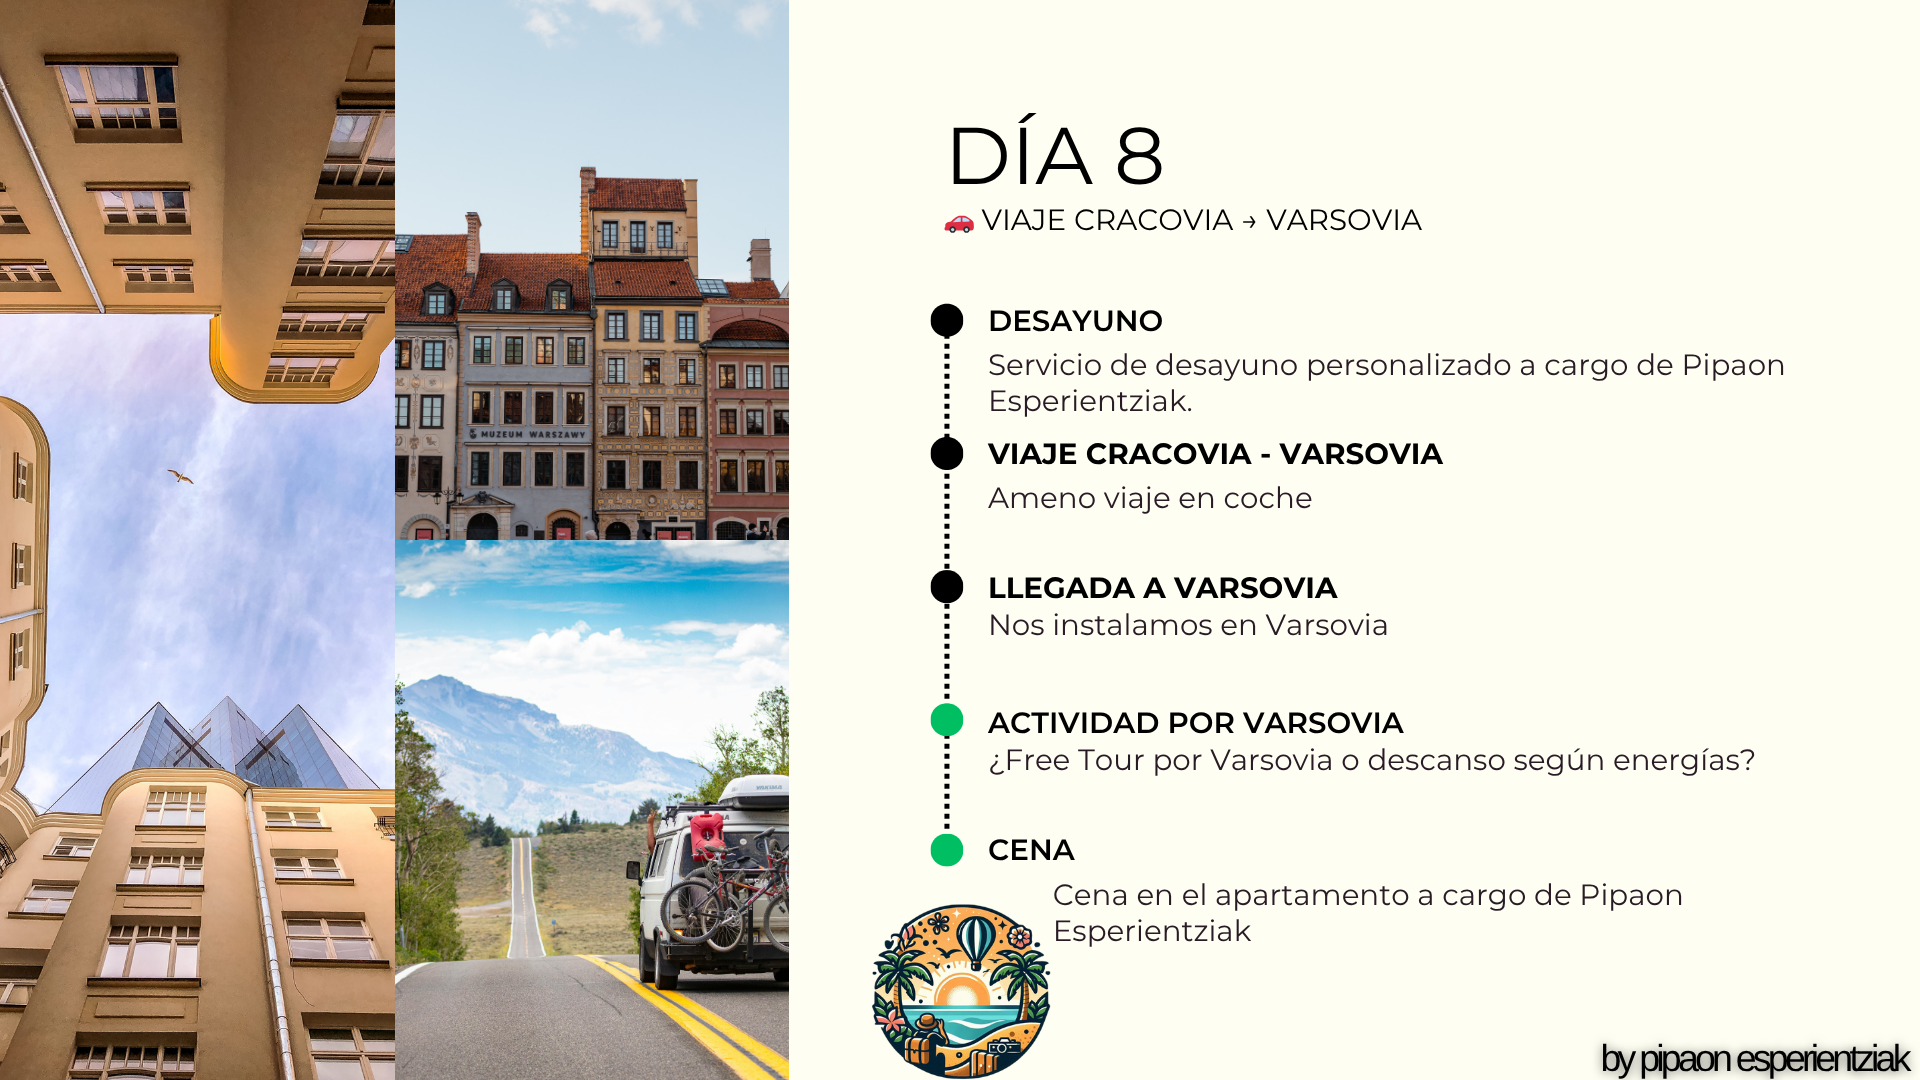 DÍA 8
🚗 VIAJE CRACOVIA → VARSOVIA
DESAYUNO
Servicio de desayuno personalizado a cargo de Pipaon
Esperientziak.
VIAJE CRACOVIA - VARSOVIA
Ameno viaje en coche
LLEGADA A VARSOVIA
Nos instalamos en Varsovia
ACTIVIDAD POR VARSOVIA
¿Free Tour por Varsovia o descanso según energías?
CENA
Cena en el apartamento a cargo de Pipaon
Esperientziak
by pipaon esperientziak
MUZEUM WARSZAWY